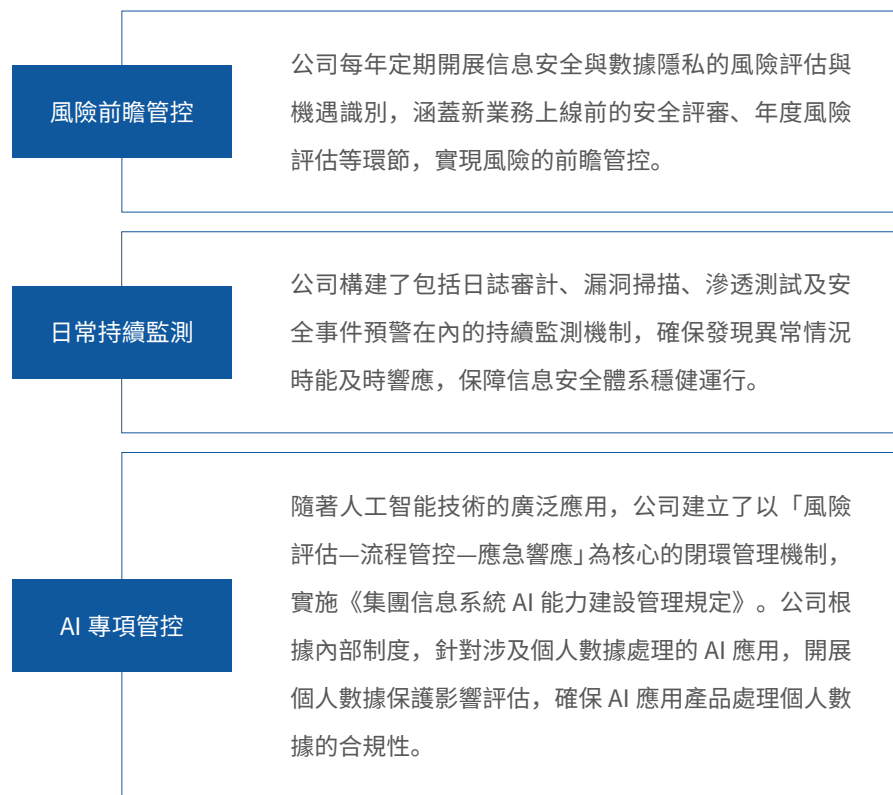 風險前瞻管控
公司每年定期開展信息安全與數據隱私的風險評估與
機遇識別，涵蓋新業務上線前的安全評審、年度風險
評估等環節，實現風險的前瞻管控。
日常持續監測
公司構建了包括日誌審計、漏洞掃描、滲透測試及安
全事件預警在內的持續監測機制，確保發現異常情況
時能及時響應，保障信息安全體系穩健運行。
AI 專項管控
隨著人工智能技術的廣泛應用，公司建立了以「風險
評估—流程管控—應急響應」為核心的閉環管理機制，
實施《集團信息系統 AI 能力建設管理規定》。公司根
據內部制度，針對涉及個人數據處理的 AI 應用，開展
個人數據保護影響評估，確保 AI 應用產品處理個人數
據的合規性。